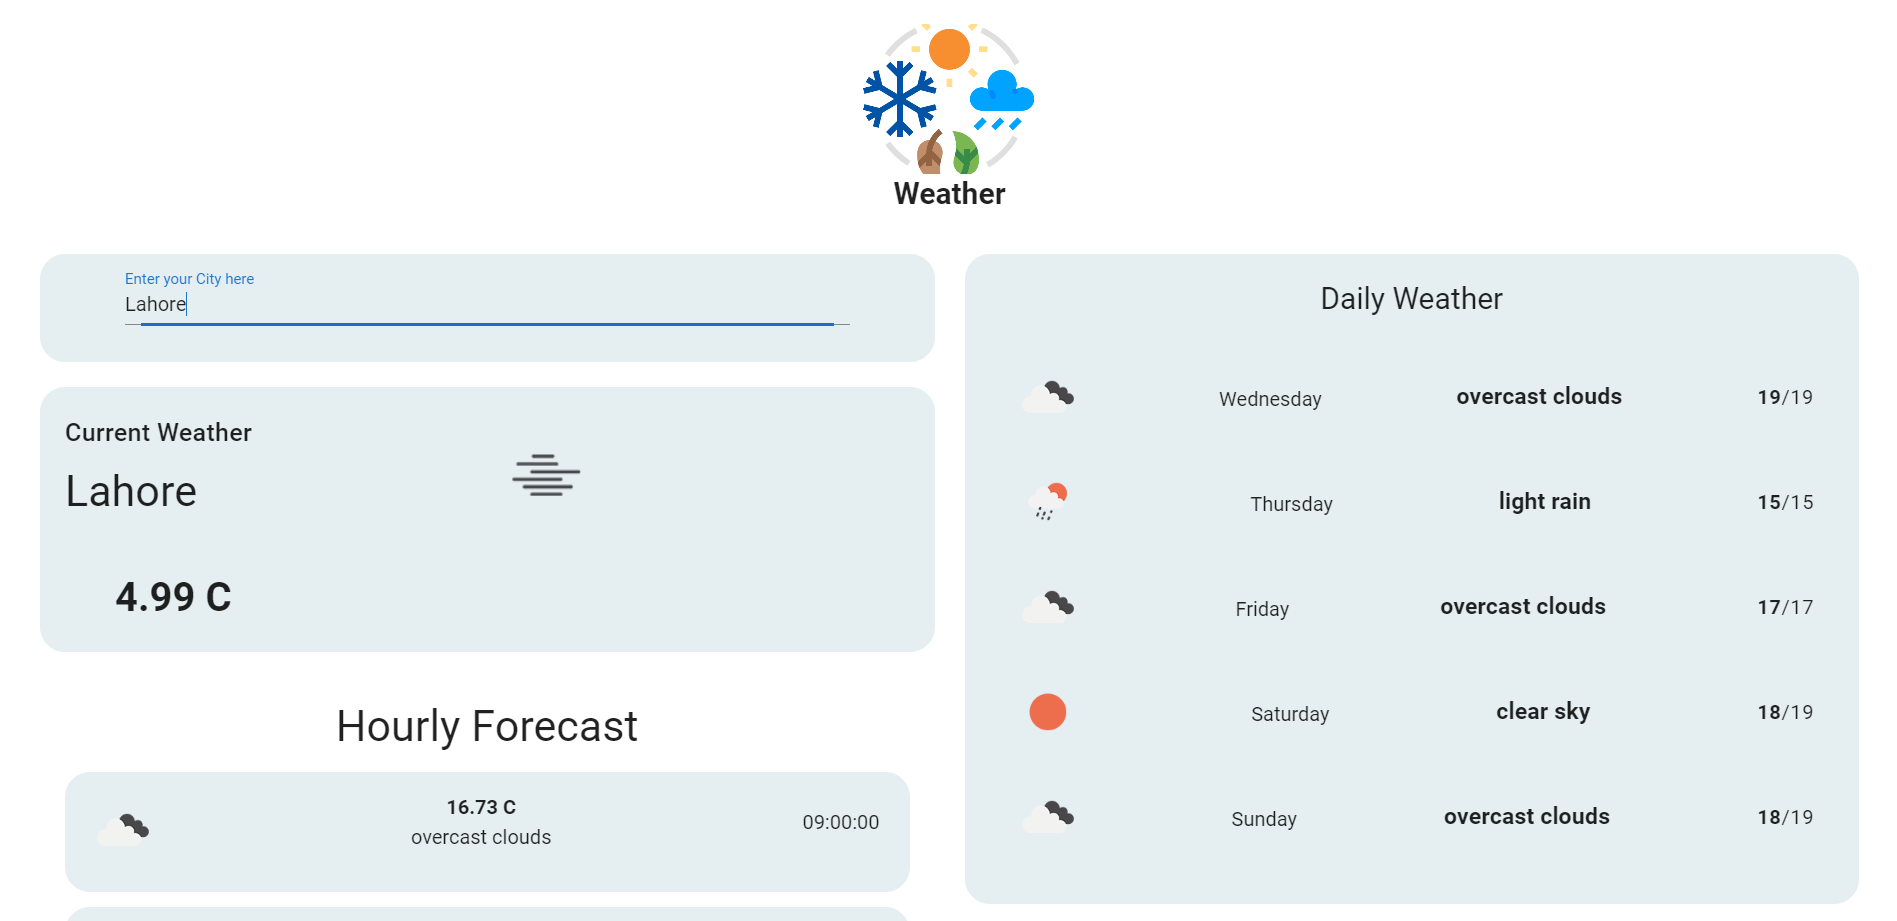 Weather
Enter your City here
Lahore
Current Weather
Lahore
4.99 C
Hourly Forecast
16.73 C
overcast clouds
09:00:00
Daily Weather
Wednesday overcast clouds 19/19
Thursday light rain 15/15
Friday overcast clouds 17/17
Saturday clear sky 18/19
Sunday overcast clouds 18/19